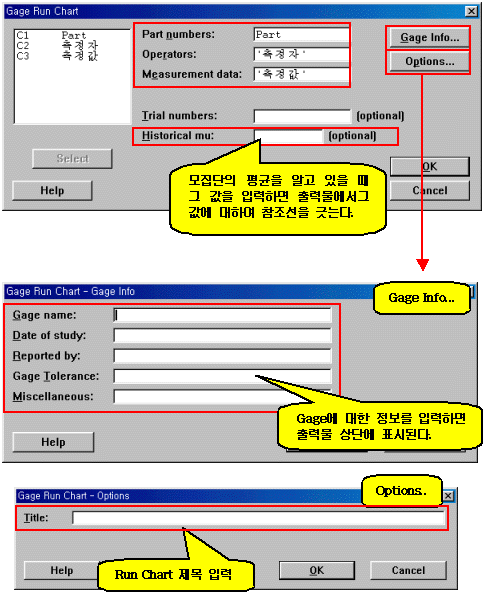 Gage Run Chart
C1 Part
C2 측정자
C3 측정값
Part numbers: Part
Operators: '측정자'
Measurement data: '측정값'
Gage Info...
Options...
Trial numbers: (optional)
Historical mu: (optional)
Select
Help
OK
Cancel
모집단의 평균을 알고 있을 때
그 값을 입력하면 출력물에서그
값에 대하여 참조선을 긋는다.
Gage Run Chart - Gage Info
Gage Info...
Gage name:
Date of study:
Reported by:
Gage Tolerance:
Miscellaneous:
Gage에 대한 정보를 입력하면
출력물 상단에 표시된다.
Help
Gage Run Chart - Options
Options..
Title:
Help
OK
Cancel
Run Chart 제목 입력